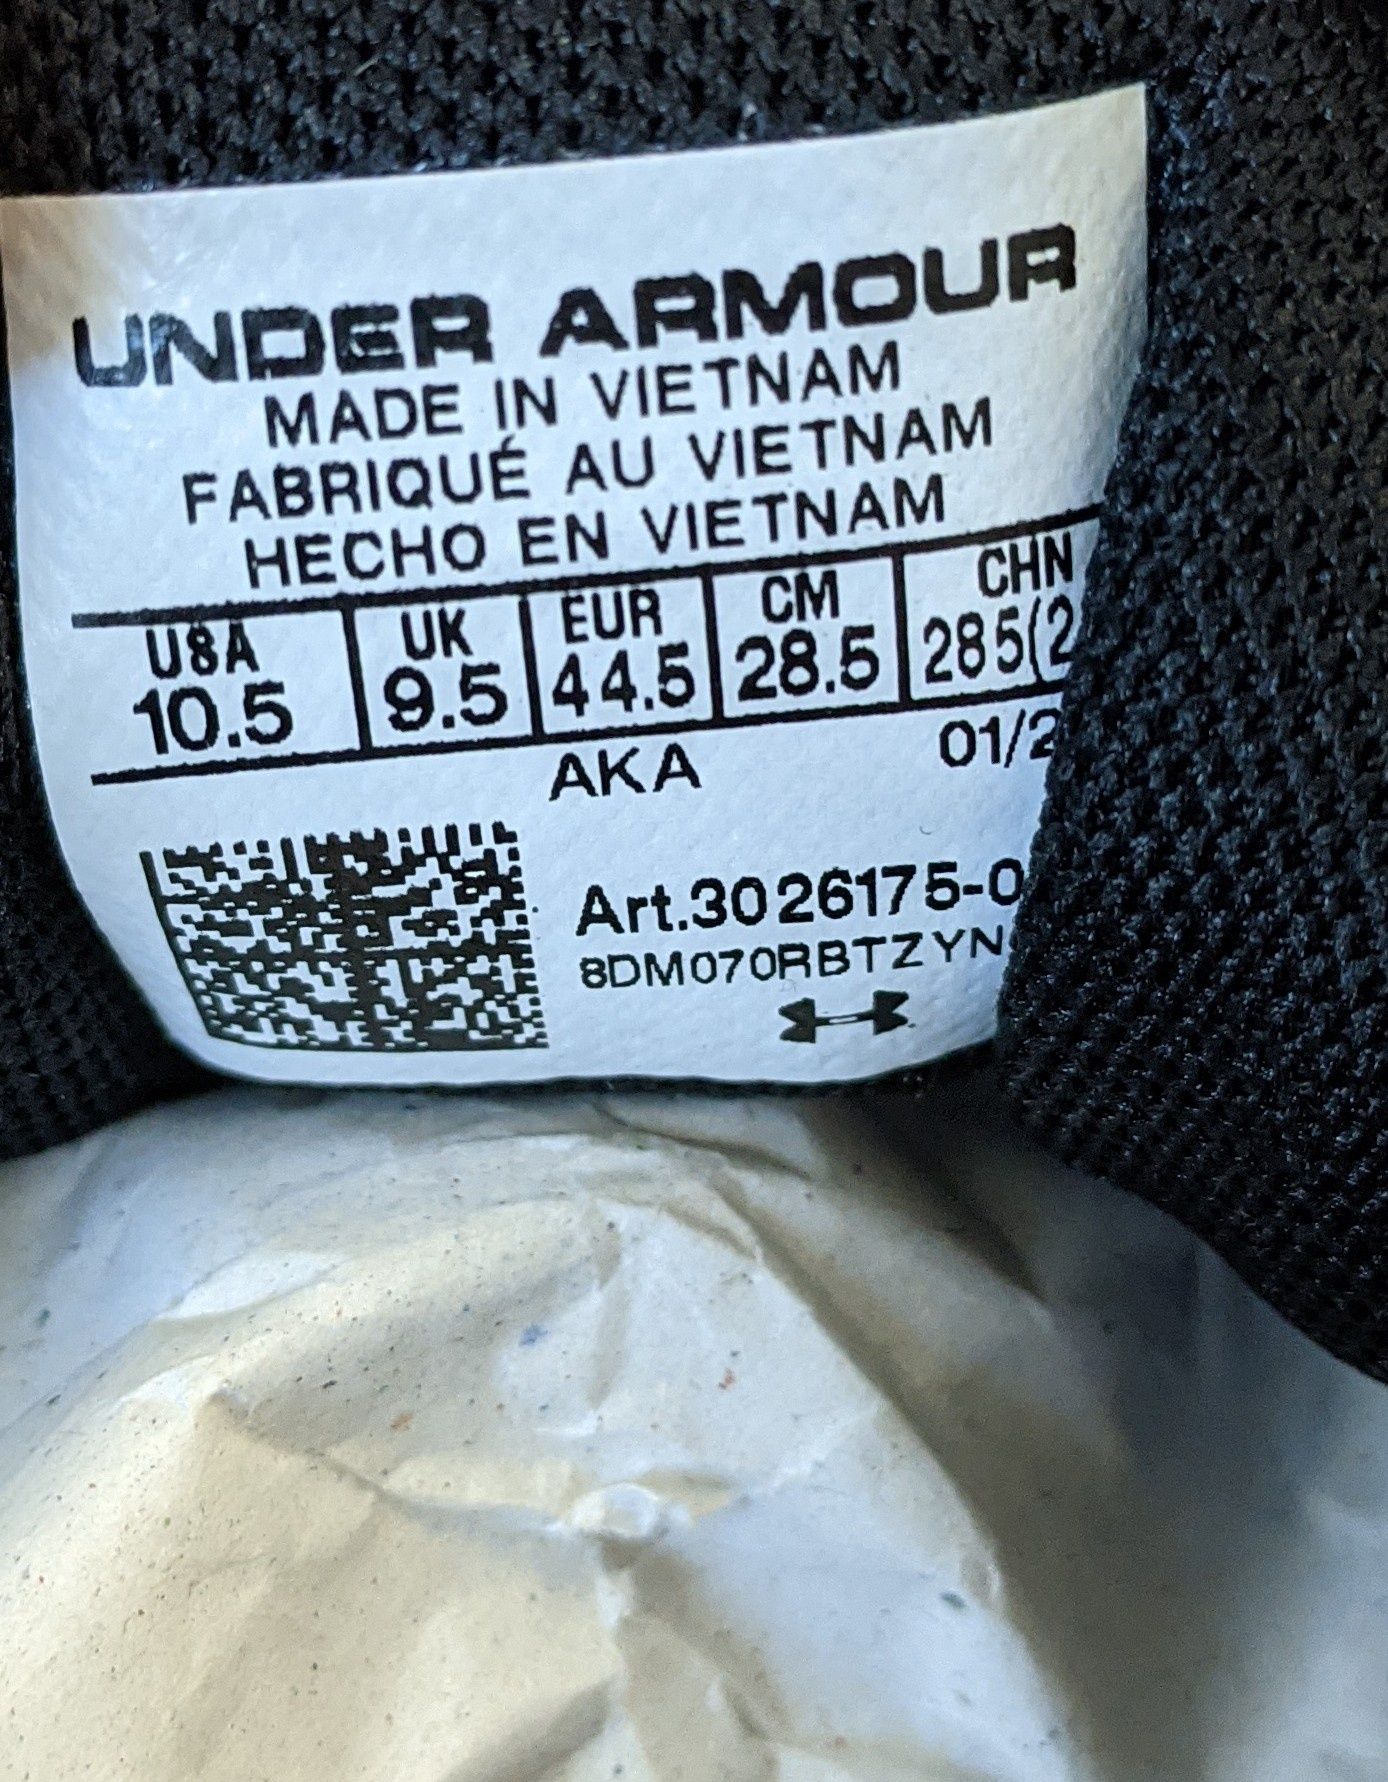 UNDER ARMOUR
MADE IN VIETNAM
FABRIQUÉ AU VIETNAM
HECHO EN VIETNAM
USA UK EUR CM CHN
10.5 9.5 44.5 28.5 285(2
AKA 01/2
Art.3026175-0
8DM070RBTZYN